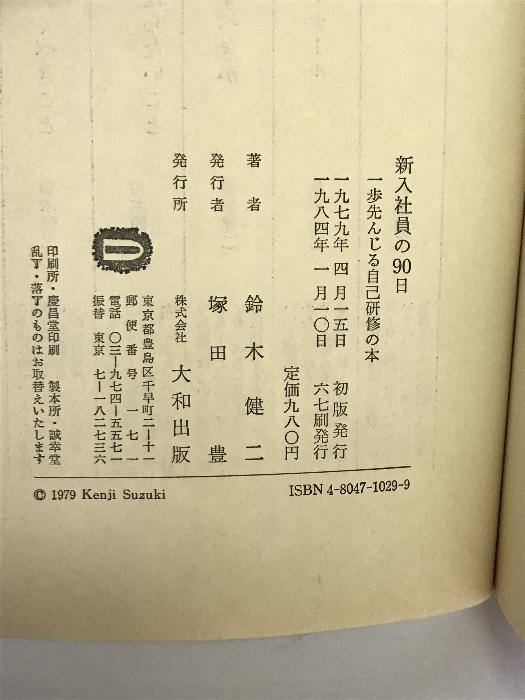 新入社員の90日
一歩先んじる自己研修の本
一九七九年 四 月一五日 初版発行
一九八四年 一 月一〇日 六七刷発行
定価九八〇円
著者 鈴木健二
発行者 塚田豊
発行所 株式会社 大和出版
東京都豊島区千早町二―十一
郵便番号 一七一
電話 〇三―九七四―五五七一
振替 東京 七―一八二七三六
印刷所・慶昌堂印刷 製本所・誠幸堂
乱丁・落丁のものはお取替えいたします
ISBN 4-8047-1029-9
© 1979 Kenji Suzuki